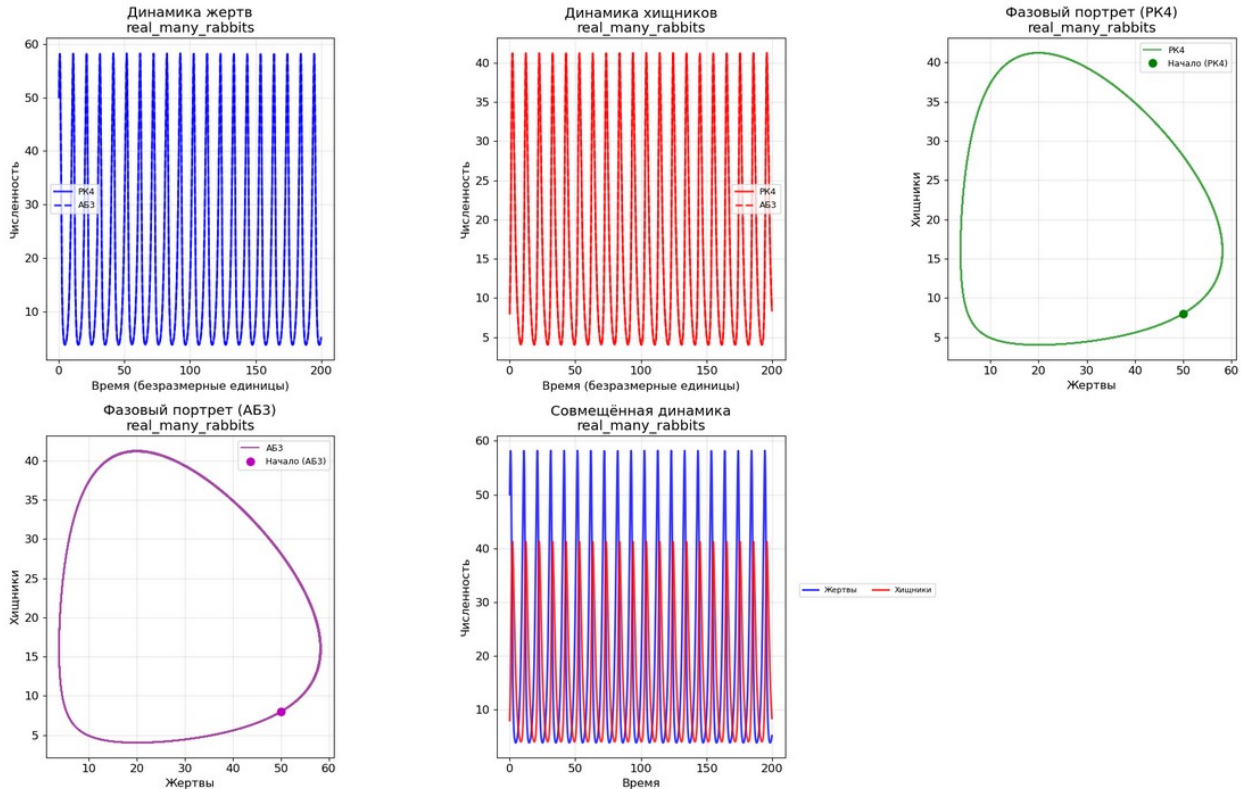 Динамика жертв
real_many_rabbits
60
50
40
30
20
10
Численность
РК4
АБ3
0
50
100
150
200
Время (безразмерные единицы)
Динамика хищников
real_many_rabbits
40
35
30
25
20
15
10
5
Численность
РК4
АБ3
0
50
100
150
200
Время (безразмерные единицы)
Фазовый портрет (РК4)
real_many_rabbits
40
35
30
25
20
15
10
5
Хищники
РК4
Начало (РК4)
10
20
30
40
50
60
Жертвы
Фазовый портрет (АБ3)
real_many_rabbits
40
35
30
25
20
15
10
5
Хищники
АБ3
Начало (АБ3)
10
20
30
40
50
60
Жертвы
Совмещённая динамика
real_many_rabbits
60
50
40
30
20
10
Численность
0
50
100
150
200
Время
Жертвы
Хищники